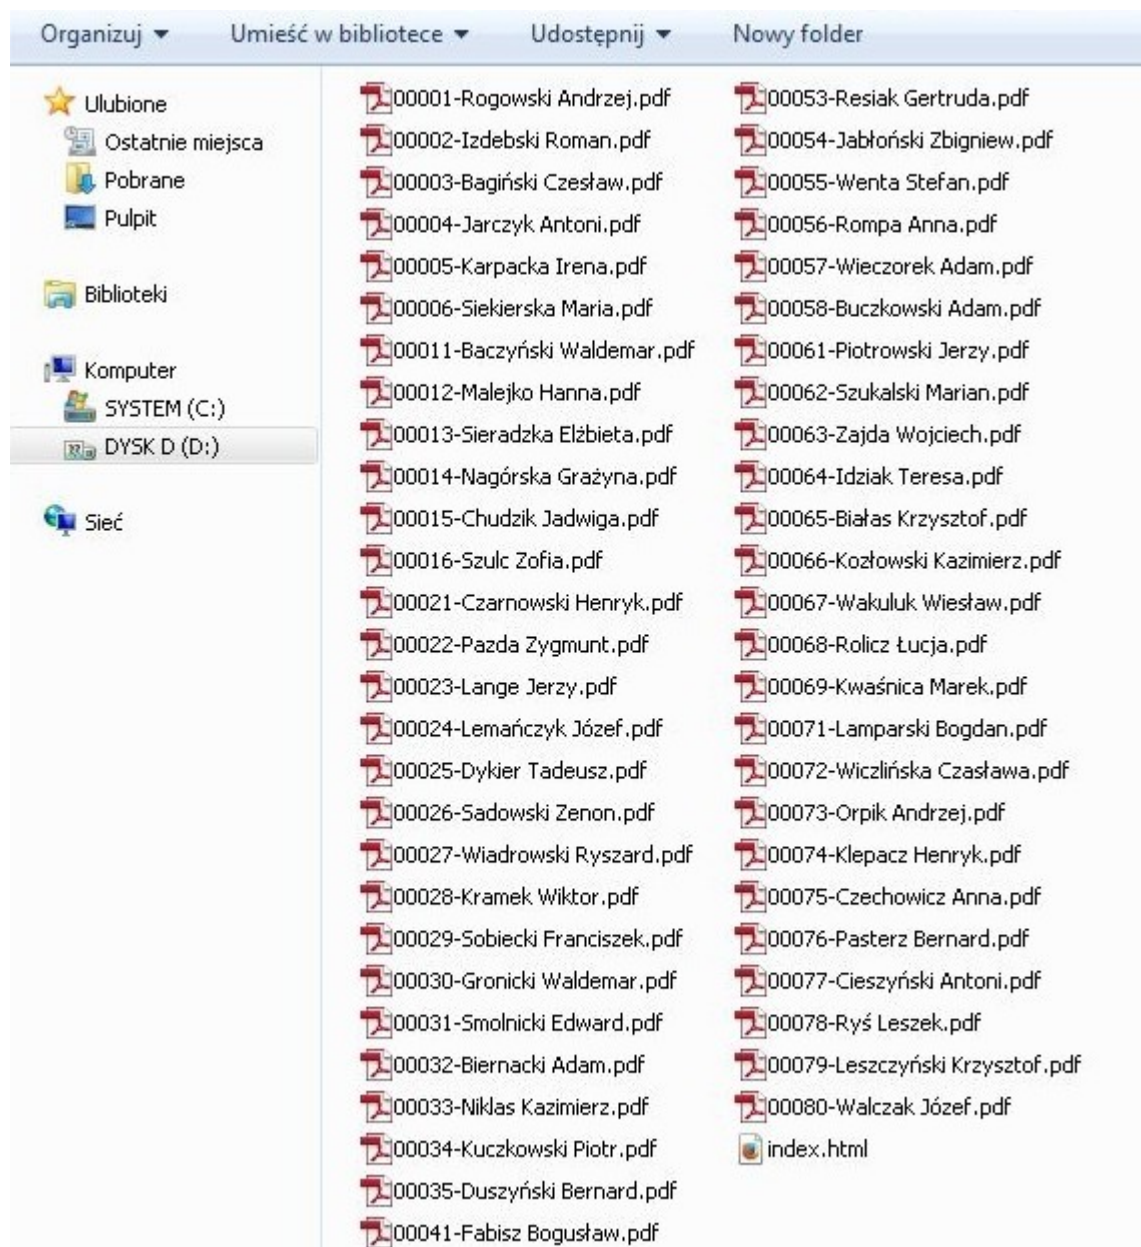 Organizuj Umieść w bibliotece Udostępnij Nowy folder
Ulubione
Ostatnie miejsca
Pobrane
Pulpit
Biblioteki
Komputer
SYSTEM (C:)
DYSK D (D:)
Sieć
00001-Rogowski Andrzej.pdf
00002-Izdebski Roman.pdf
00003-Bagiński Czesław.pdf
00004-Jarczyk Antoni.pdf
00005-Karpacka Irena.pdf
00006-Siekierska Maria.pdf
00011-Baczyński Waldemar.pdf
00012-Malejko Hanna.pdf
00013-Sieradzka Elżbieta.pdf
00014-Nagórska Grażyna.pdf
00015-Chudzik Jadwiga.pdf
00016-Szulc Zofia.pdf
00021-Czarnowski Henryk.pdf
00022-Pazda Zygmunt.pdf
00023-Lange Jerzy.pdf
00024-Lemańczyk Józef.pdf
00025-Dykier Tadeusz.pdf
00026-Sadowski Zenon.pdf
00027-Wiadrowski Ryszard.pdf
00028-Kramek Wiktor.pdf
00029-Sobiecki Franciszek.pdf
00030-Gronicki Waldemar.pdf
00031-Smolnicki Edward.pdf
00032-Biernacki Adam.pdf
00033-Niklas Kazimierz.pdf
00034-Kuczkowski Piotr.pdf
00035-Duszyński Bernard.pdf
00041-Fabisz Bogusław.pdf
00053-Resiak Gertruda.pdf
00054-Jabłoński Zbigniew.pdf
00055-Wenta Stefan.pdf
00056-Rompa Anna.pdf
00057-Wieczorek Adam.pdf
00058-Buczkowski Adam.pdf
00061-Piotrowski Jerzy.pdf
00062-Szukalski Marian.pdf
00063-Zajda Wojciech.pdf
00064-Idziak Teresa.pdf
00065-Białas Krzysztof.pdf
00066-Kozłowski Kazimierz.pdf
00067-Wakuluk Wiesław.pdf
00068-Rolicz Łucja.pdf
00069-Kwaśnica Marek.pdf
00071-Lamparski Bogdan.pdf
00072-Wiczlińska Czasława.pdf
00073-Orpik Andrzej.pdf
00074-Klepacz Henryk.pdf
00075-Czechowicz Anna.pdf
00076-Pasterz Bernard.pdf
00077-Cieszyński Antoni.pdf
00078-Ryś Leszek.pdf
00079-Leszczyński Krzysztof.pdf
00080-Walczak Józef.pdf
index.html